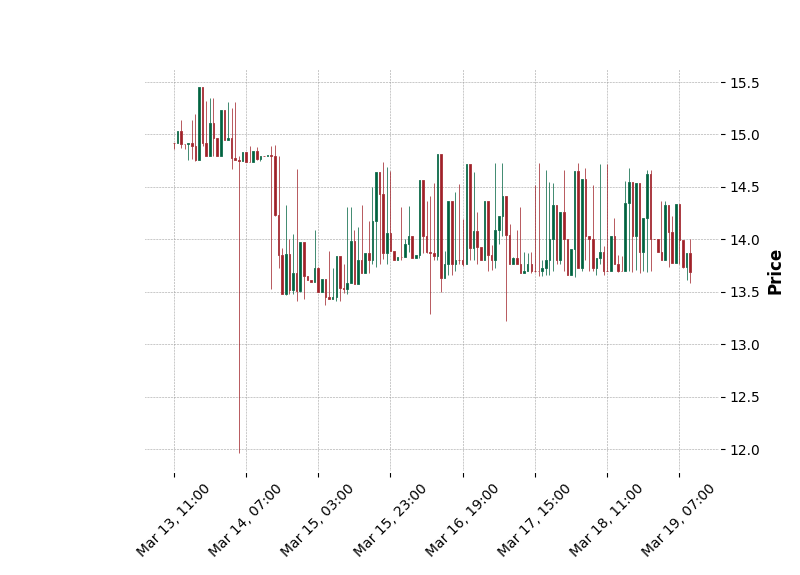 15.5
15.0
14.5
14.0
13.5
13.0
12.5
12.0
Price
Mar 13, 11:00
Mar 14, 07:00
Mar 15, 03:00
Mar 15, 23:00
Mar 16, 19:00
Mar 17, 15:00
Mar 18, 11:00
Mar 19, 07:00